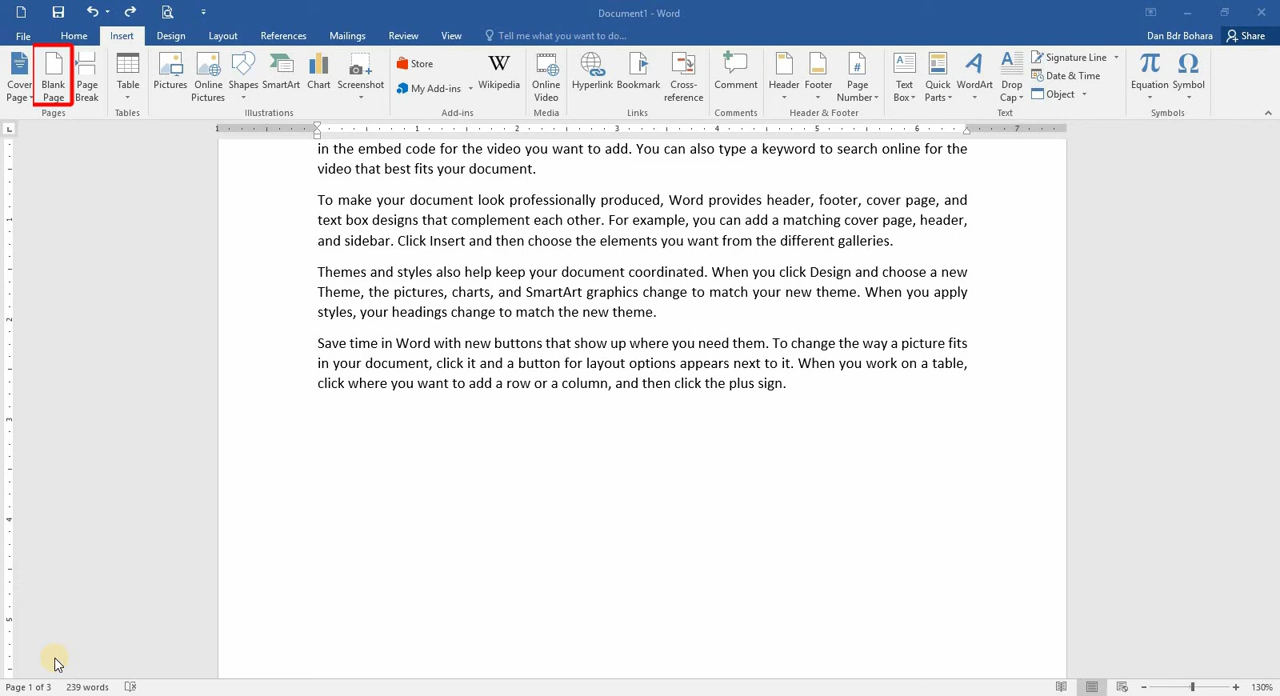 Document1 - Word
File Home Insert Design Layout References Mailings Review View Tell me what you want to do... Dan Bdr Bohara Share
Cover Page
Blank Page
Page Break
Pages
Table
Tables
Pictures
Online Pictures
Shapes
SmartArt
Chart
Screenshot
Illustrations
Store
My Add-ins
Wikipedia
Add-ins
Online Video
Media
Hyperlink
Bookmark
Cross-reference
Links
Comment
Comments
Header
Footer
Page Number
Header & Footer
Text Box
Quick Parts
WordArt
Drop Cap
Signature Line
Date & Time
Object
Text
Equation
Symbol
Symbols
1 1 2 3 4 5 6 7
in the embed code for the video you want to add. You can also type a keyword to search online for the
video that best fits your document.
To make your document look professionally produced, Word provides header, footer, cover page, and
text box designs that complement each other. For example, you can add a matching cover page, header,
and sidebar. Click Insert and then choose the elements you want from the different galleries.
Themes and styles also help keep your document coordinated. When you click Design and choose a new
Theme, the pictures, charts, and SmartArt graphics change to match your new theme. When you apply
styles, your headings change to match the new theme.
Save time in Word with new buttons that show up where you need them. To change the way a picture fits
in your document, click it and a button for layout options appears next to it. When you work on a table,
click where you want to add a row or a column, and then click the plus sign.
1
2
3
4
5
Page 1 of 3 239 words 130%